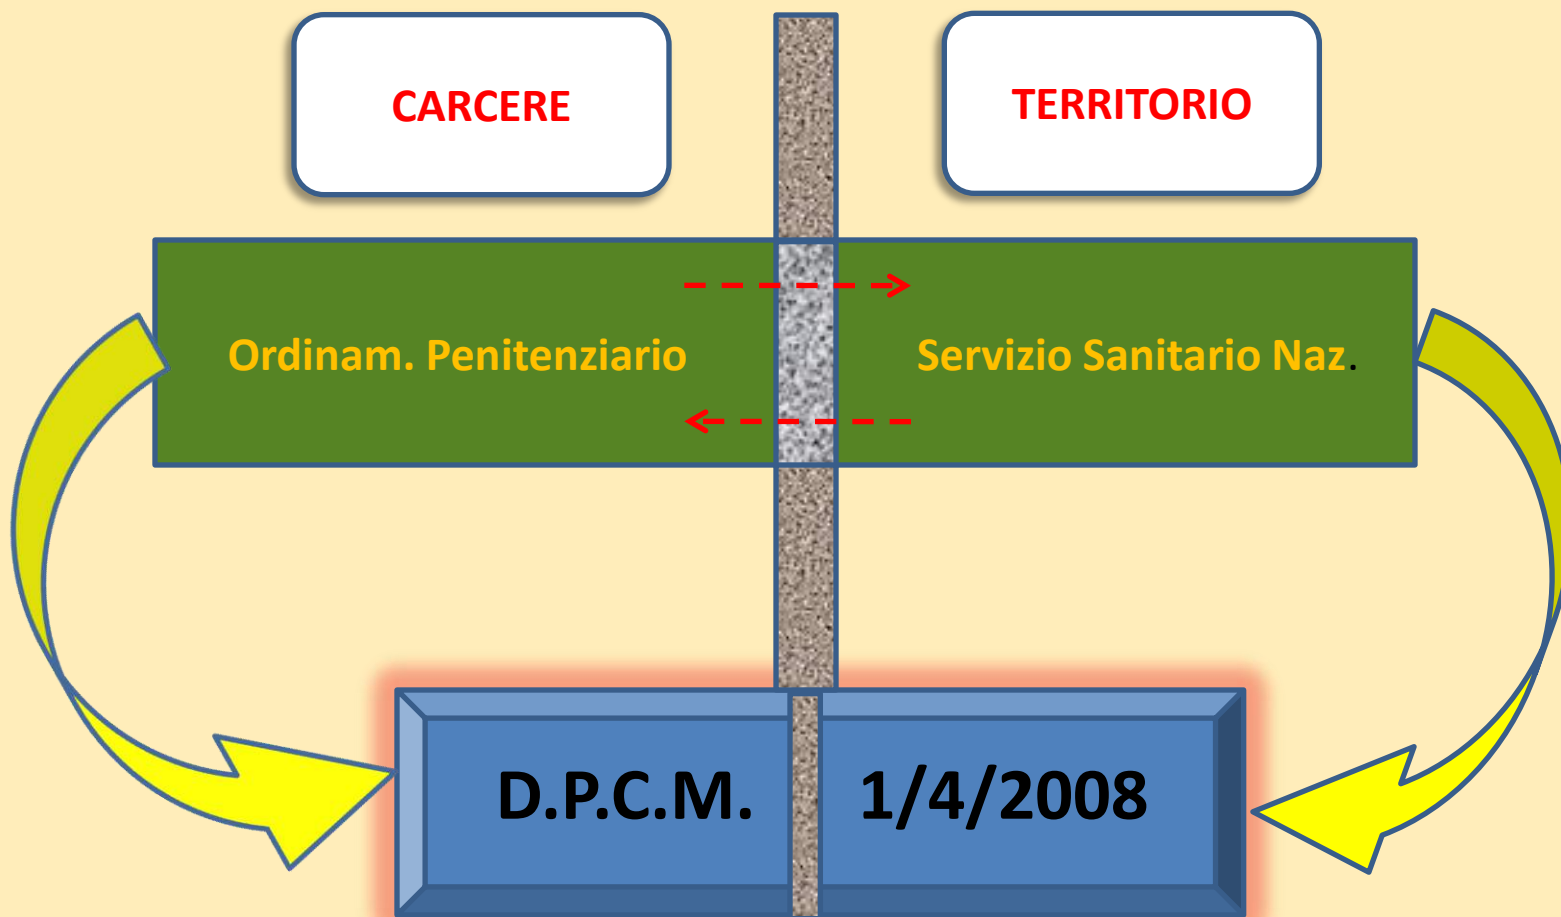 CARCERE
TERRITORIO
Ordinam. Penitenziario
Servizio Sanitario Naz.
D.P.C.M. 1/4/2008